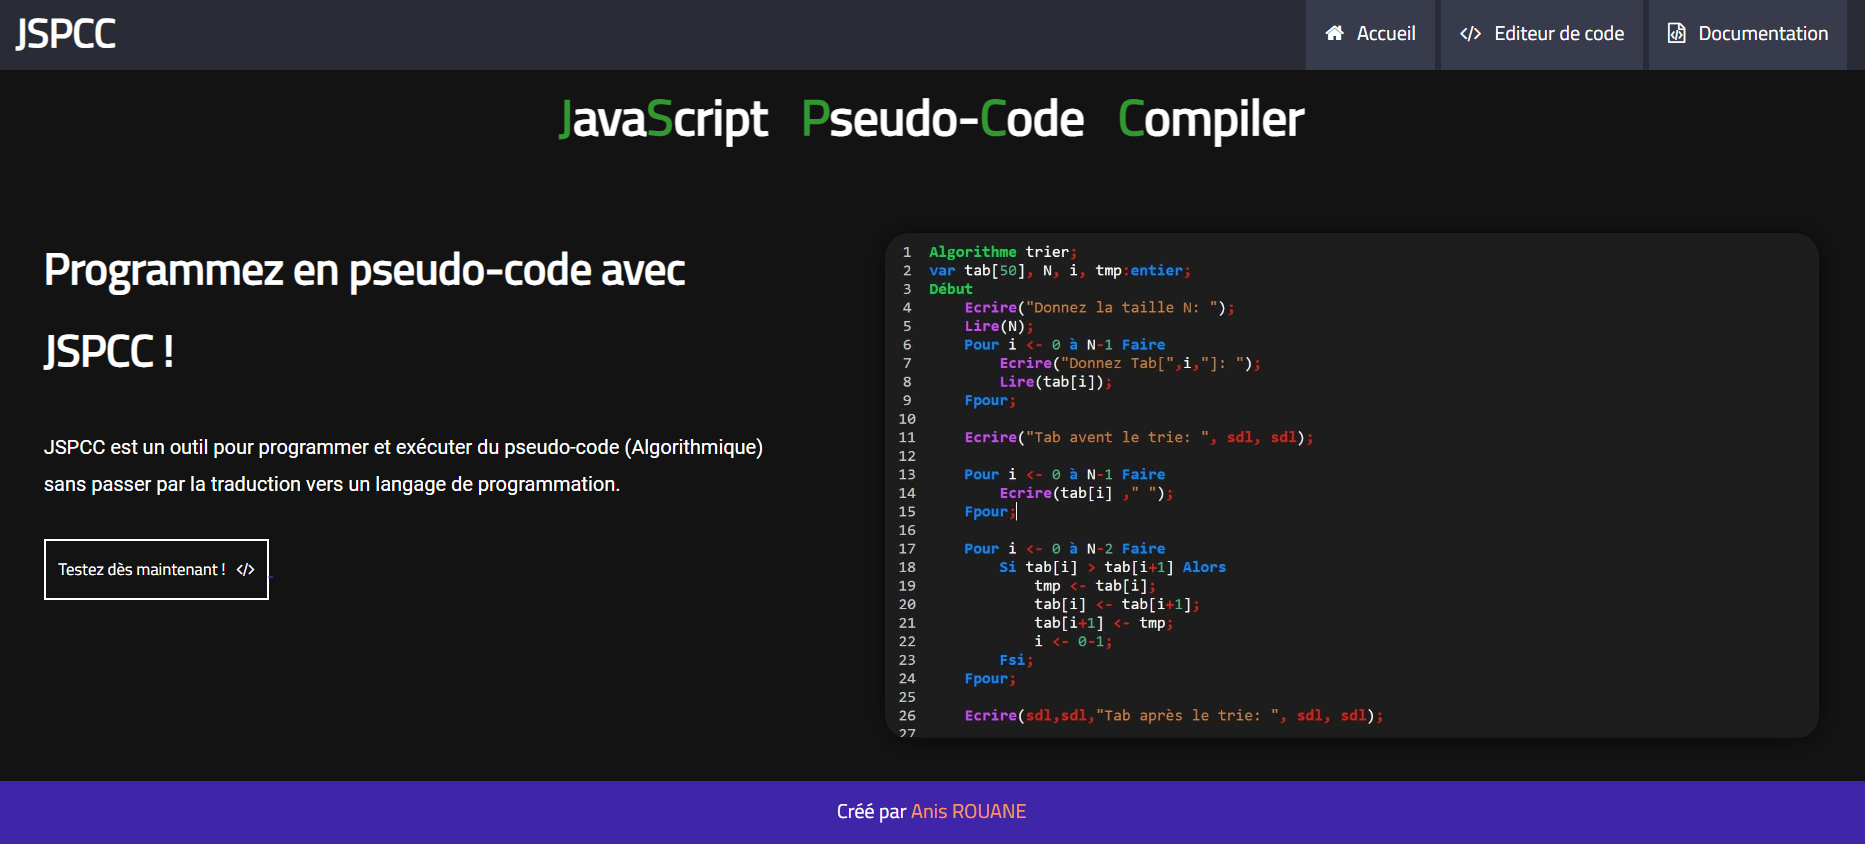 JSPCC
Accueil
</> Editeur de code
Documentation
JavaScript Pseudo-Code Compiler
Programmez en pseudo-code avec
JSPCC !
JSPCC est un outil pour programmer et exécuter du pseudo-code (Algorithmique)
sans passer par la traduction vers un langage de programmation.
Testez dès maintenant ! </>
1 Algorithme trier;
2 var tab[50], N, i, tmp:entier;
3 Début
4 Ecrire("Donnez la taille N: ");
5 Lire(N);
6 Pour i <- 0 à N-1 Faire
7 Ecrire("Donnez Tab[",i,"]: ");
8 Lire(tab[i]);
9 Fpour;
10
11 Ecrire("Tab avent le trie: ", sdl, sdl);
12
13 Pour i <- 0 à N-1 Faire
14 Ecrire(tab[i] ," ");
15 Fpour;
16
17 Pour i <- 0 à N-2 Faire
18 Si tab[i] > tab[i+1] Alors
19 tmp <- tab[i];
20 tab[i] <- tab[i+1];
21 tab[i+1] <- tmp;
22 i <- 0-1;
23 Fsi;
24 Fpour;
25
26 Ecrire(sdl,sdl,"Tab après le trie: ", sdl, sdl);
27
Créé par Anis ROUANE